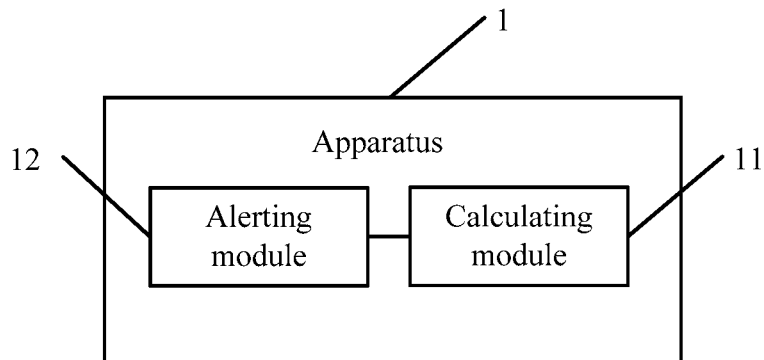 1
Apparatus
12
11
Alerting
module
Calculating
module